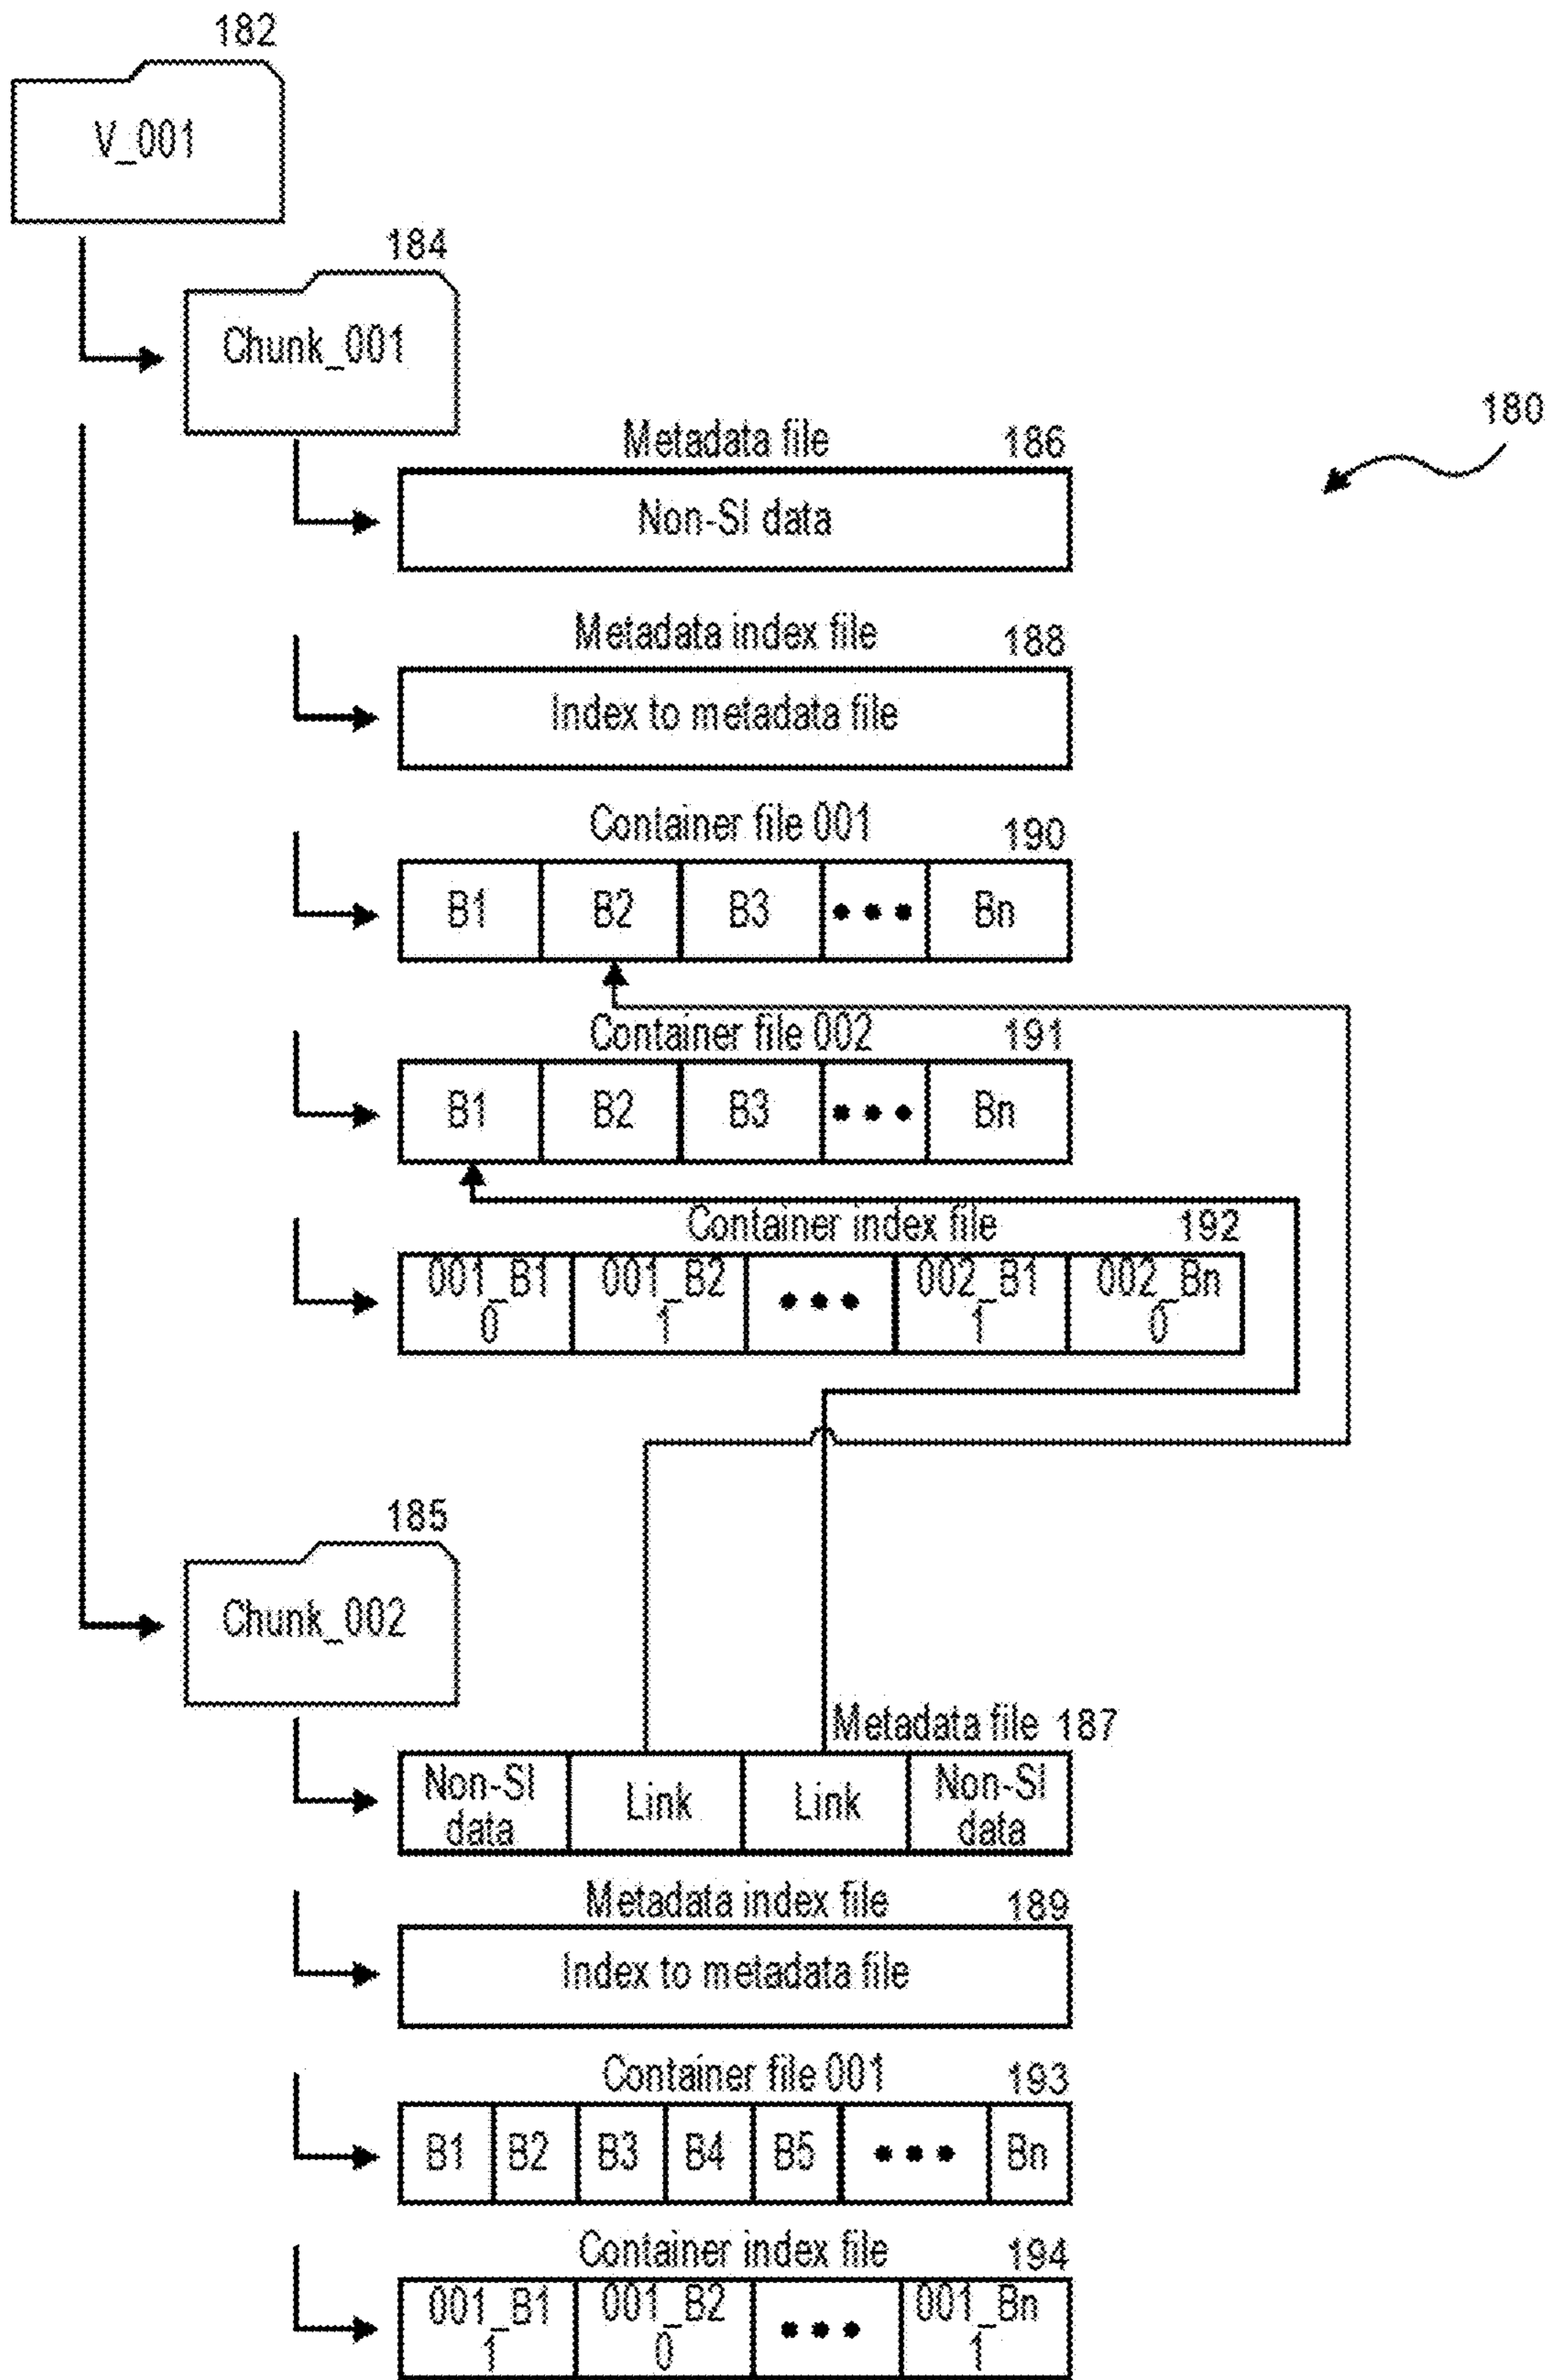 182
V_001
184
Chunk_001
180
Metadata file 186
Non-SI data
Metadata index file 188
Index to metadata file
Container file 001 190
B1 B2 B3 ••• Bn
Container file 002 191
B1 B2 B3 ••• Bn
Container index file 192
001_B1 001_B2 ••• 002_B1 002_Bn
0 1 1 0
185
Chunk_002
Metadata file 187
Non-SI Link Link Non-SI
data data
Metadata index file 189
Index to metadata file
Container file 001 193
B1 B2 B3 B4 B5 ••• Bn
Container index file 194
001_B1 001_B2 ••• 001_Bn
1 0 1